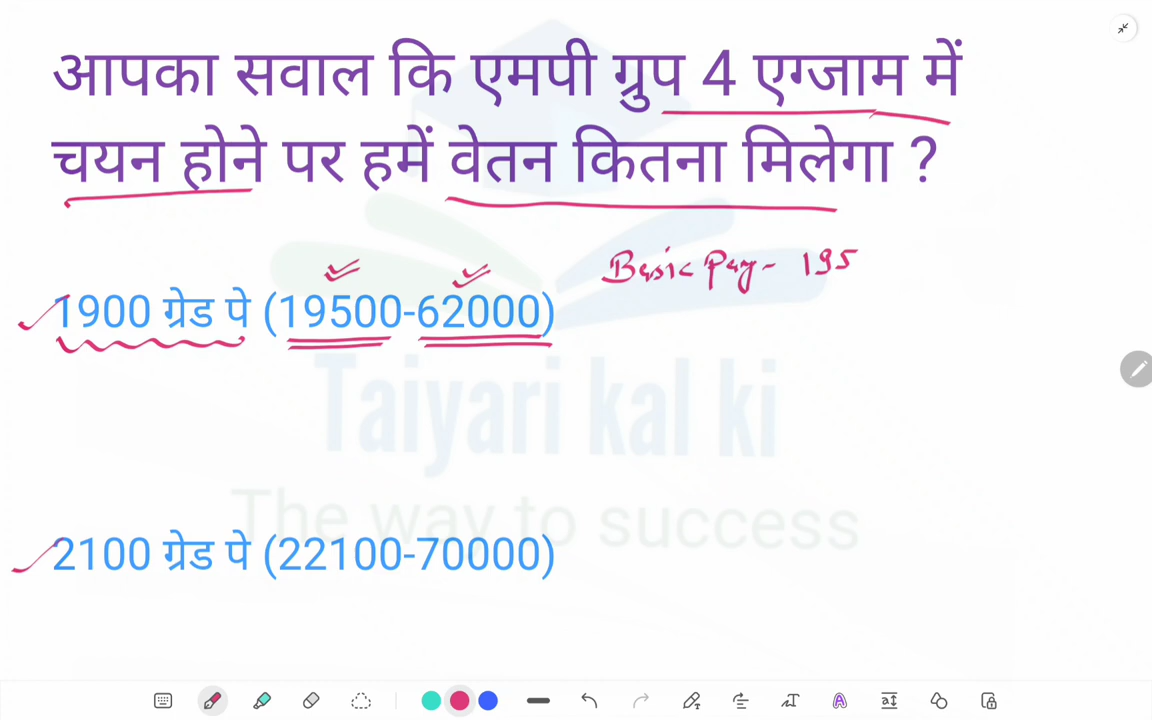 आपका सवाल कि एमपी ग्रुप 4 एग्जाम में
चयन होने पर हमें वेतन कितना मिलेगा ?
Basic Pay - 195
1900 ग्रेड पे (19500-62000)
Taiyari kal ki
The way to success
2100 ग्रेड पे (22100-70000)